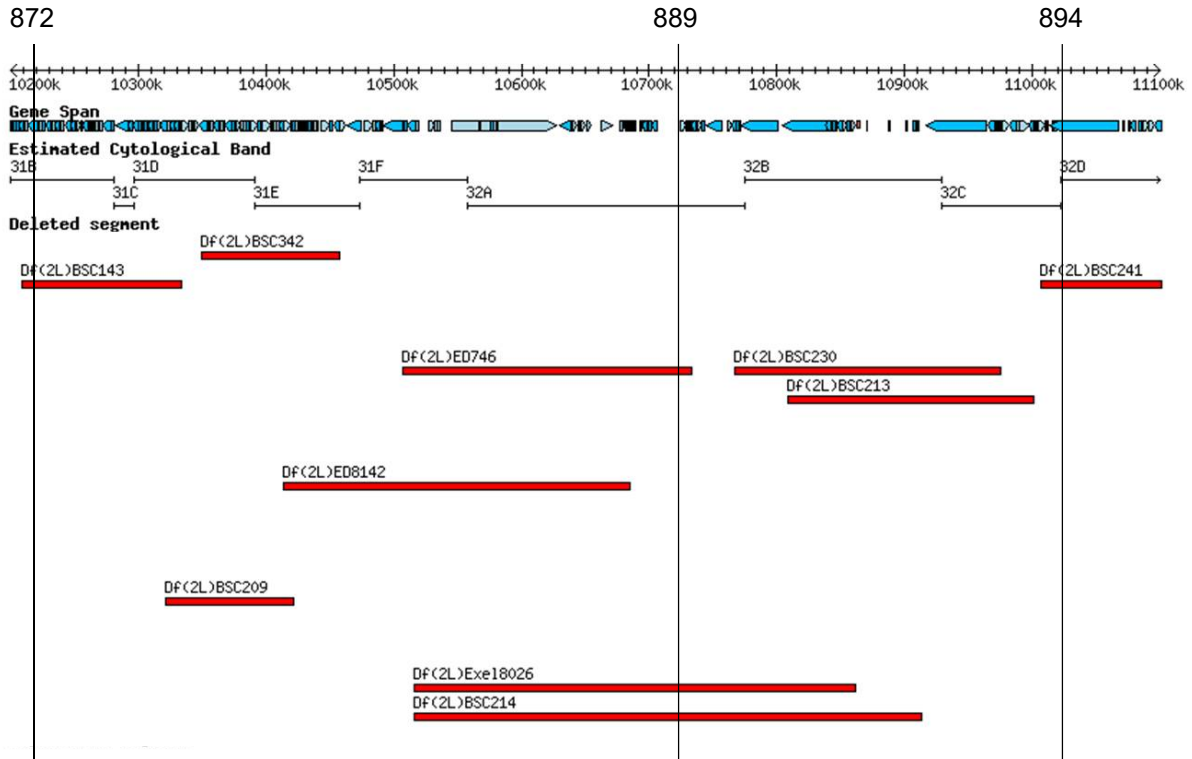 872 889 894
10200k 10300k 10400k 10500k 10600k 10700k 10800k 10900k 11000k 11100k
Gene Span
Estimated Cytological Band
31B 31D 31F 32B 32D
31C 31E 32A 32C
Deleted segment
Df(2L)BSC342
Df(2L)BSC143 Df(2L)BSC241
Df(2L)ED746 Df(2L)BSC230
Df(2L)BSC213
Df(2L)ED8142
Df(2L)BSC209
Df(2L)Exel8026
Df(2L)BSC214